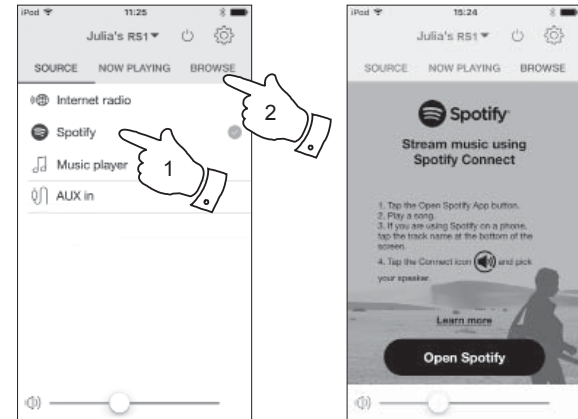 iPod 11:25
Julia's RS1
SOURCE NOW PLAYING BROWSE
Internet radio
Spotify
Music player
AUX in
1
2
iPod 15:24
Julia's RS1
SOURCE NOW PLAYING BROWSE
Spotify
Stream music using
Spotify Connect
1. Tap the Open Spotify App button.
2. Play a song.
3. If you are using Spotify on a phone,
tap the track name at the bottom of the
screen.
4. Tap the Connect icon and pick
your speaker.
Learn more
Open Spotify